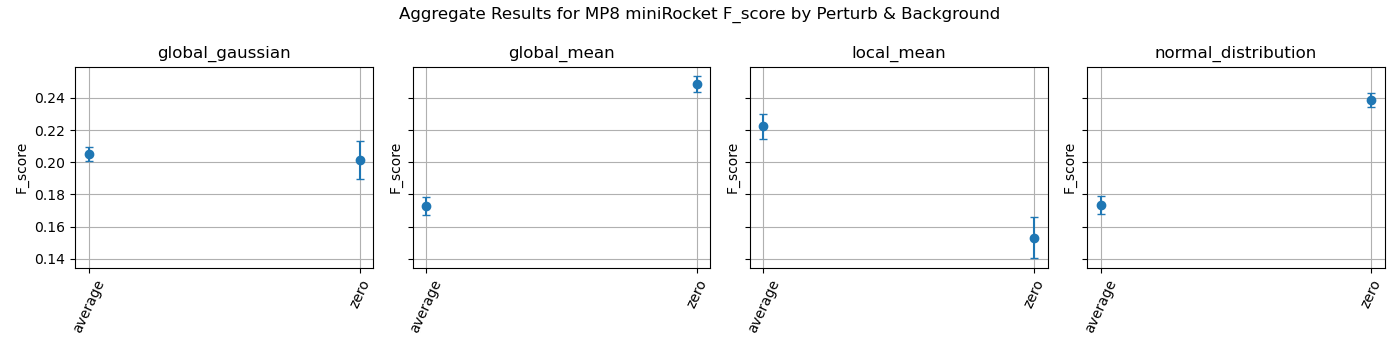 Aggregate Results for MP8 miniRocket F_score by Perturb & Background
global_gaussian
global_mean
local_mean
normal_distribution
F_score
0.24
0.22
0.20
0.18
0.16
0.14
average
zero
F_score
average
zero
F_score
average
zero
F_score
average
zero